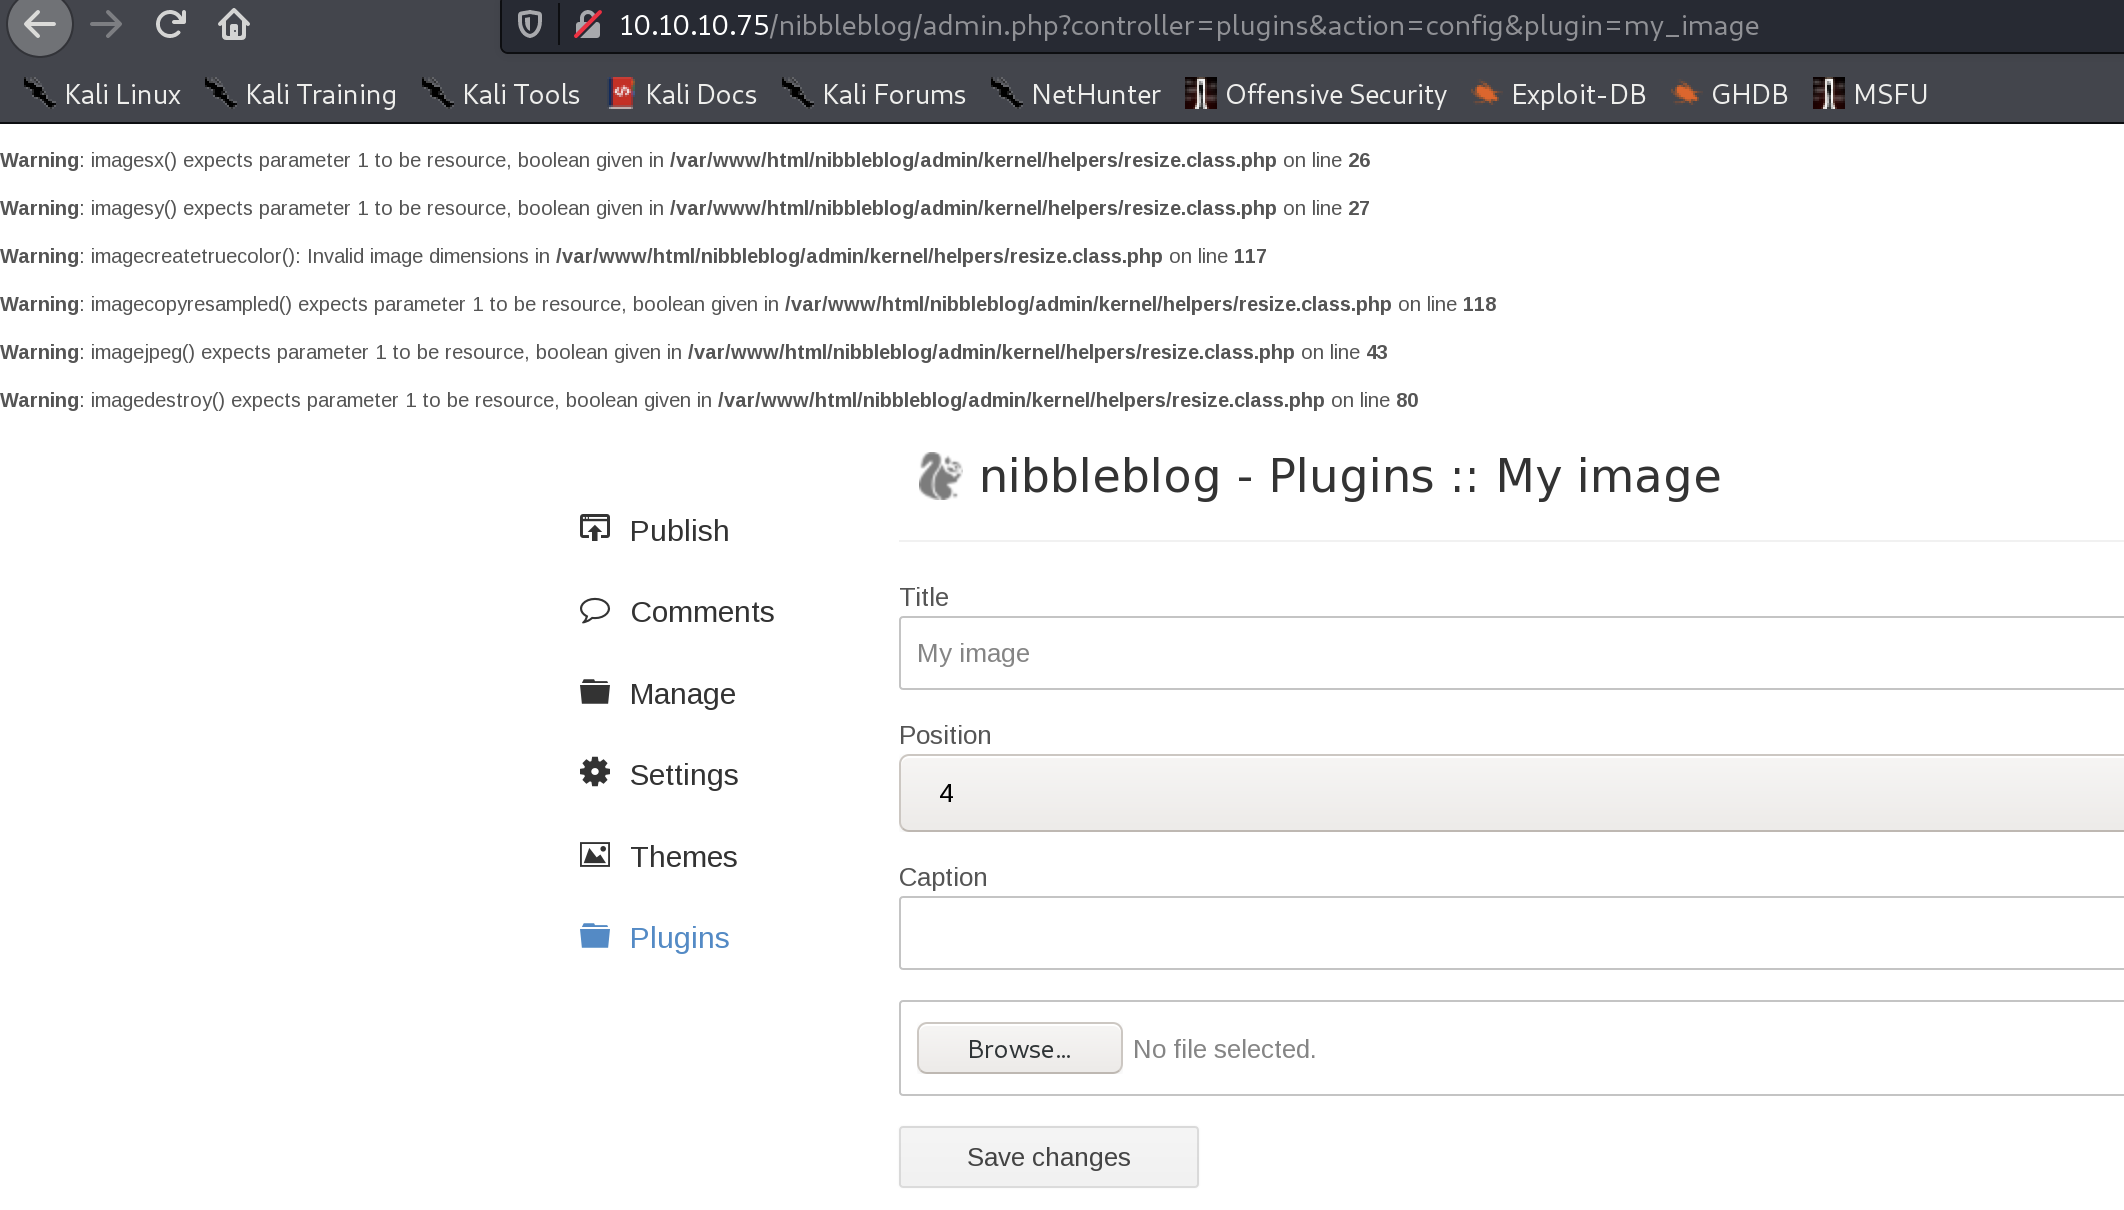 10.10.10.75/nibbleblog/admin.php?controller=plugins&action=config&plugin=my_image
Kali Linux Kali Training Kali Tools Kali Docs Kali Forums NetHunter Offensive Security Exploit-DB GHDB MSFU
Warning: imagesx() expects parameter 1 to be resource, boolean given in /var/www/html/nibbleblog/admin/kernel/helpers/resize.class.php on line 26
Warning: imagesy() expects parameter 1 to be resource, boolean given in /var/www/html/nibbleblog/admin/kernel/helpers/resize.class.php on line 27
Warning: imagecreatetruecolor(): Invalid image dimensions in /var/www/html/nibbleblog/admin/kernel/helpers/resize.class.php on line 117
Warning: imagecopyresampled() expects parameter 1 to be resource, boolean given in /var/www/html/nibbleblog/admin/kernel/helpers/resize.class.php on line 118
Warning: imagejpeg() expects parameter 1 to be resource, boolean given in /var/www/html/nibbleblog/admin/kernel/helpers/resize.class.php on line 43
Warning: imagedestroy() expects parameter 1 to be resource, boolean given in /var/www/html/nibbleblog/admin/kernel/helpers/resize.class.php on line 80
nibbleblog - Plugins :: My image
Publish
Comments
Manage
Settings
Themes
Plugins
Title
My image
Position
4
Caption
Browse... No file selected.
Save changes